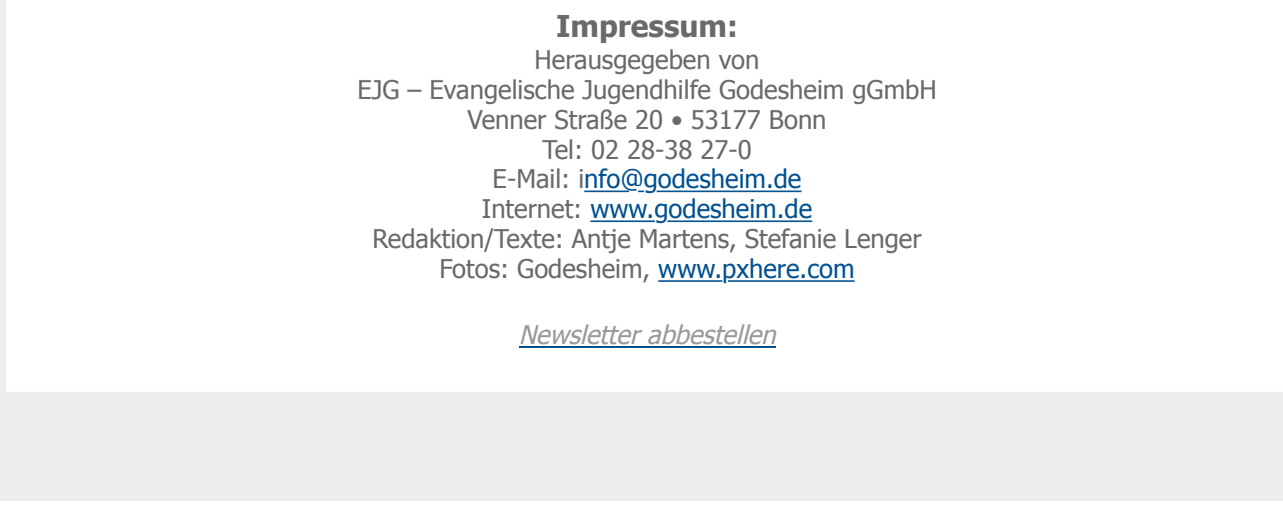 Impressum:
Herausgegeben von
EJG – Evangelische Jugendhilfe Godesheim gGmbH
Venner Straße 20 • 53177 Bonn
Tel: 02 28-38 27-0
E-Mail: info@godesheim.de
Internet: www.godesheim.de
Redaktion/Texte: Antje Martens, Stefanie Lenger
Fotos: Godesheim, www.pxhere.com
Newsletter abbestellen